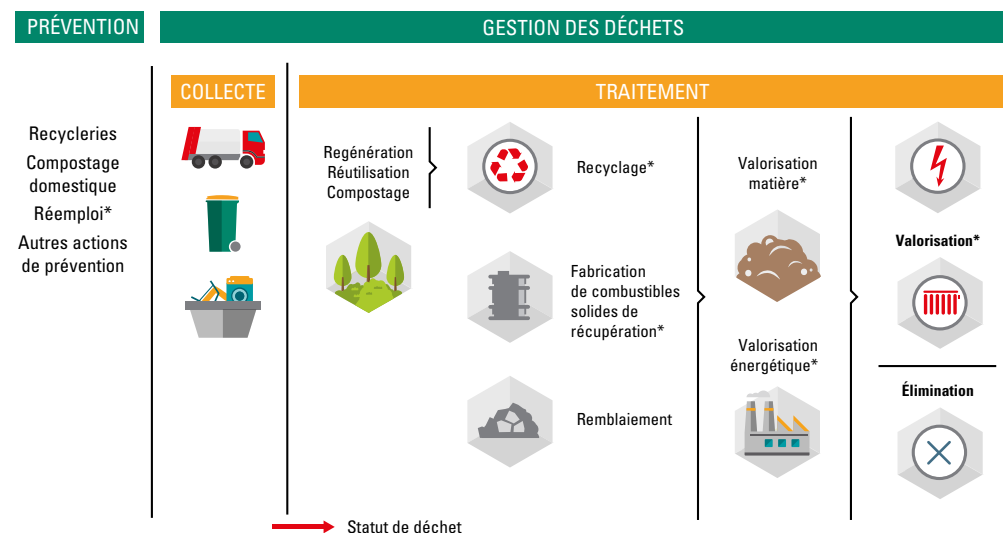 PRÉVENTION
GESTION DES DÉCHETS
Recycleries
Compostage
domestique
Réemploi*
Autres actions
de prévention
COLLECTE
TRAITEMENT
Regénération
Réutilisation
Compostage
Recyclage*
Fabrication
de combustibles
solides de
récupération*
Remblaiement
Valorisation
matière*
Valorisation
énergétique*
Valorisation*
Élimination
Statut de déchet